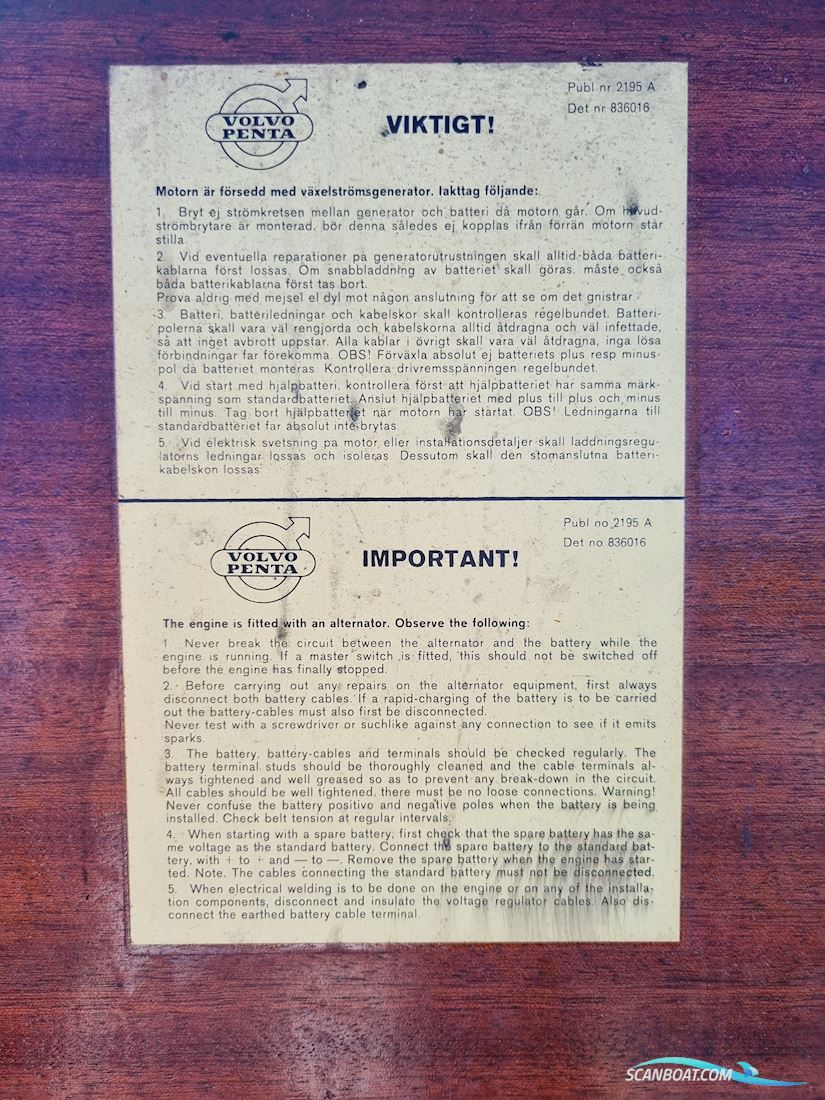 VOLVO
PENTA
VIKTIGT!
Publ nr 2195 A
Det nr 836016
Motorn är försedd med växelströmsgenerator. Iakttag följande:
1. Bryt ej strömkretsen mellan generator och batteri då motorn går. Om huvud-
strömbrytare är monterad, bör denna således ej kopplas ifrån förrän motorn står
stilla.
2. Vid eventuella reparationer på generatorutrustningen skall alltid båda batteri-
kablarna först lossas. Om snabbladdning av batteriet skall göras, måste också
båda batterikablarna först tas bort.
Prova aldrig med mejsel el dyl mot någon anslutning för att se om det gnistrar.
3. Batteri, batteriledningar och kabelskor skall kontrolleras regelbundet. Batteri-
polerna skall vara väl rengjorda och kabelskorna alltid åtdragna och väl infettade,
så att inget avbrott uppstar. Alla kablar i övrigt skall vara väl åtdragna, inga lösa
förbindningar far förekomma. OBS! Förväxla absolut ej batteriets plus resp minus-
pol då batteriet monteras. Kontrollera drivremsspänningen regelbundet.
4. Vid start med hjälpbatteri, kontrollera först att hjälpbatteriet har samma märk-
spänning som standardbatteriet. Anslut hjälpbatteriet med plus till plus och minus
till minus. Tag bort hjälpbatteriet när motorn har startat. OBS! Ledningarna till
standardbatteriet far absolut inte brytas.
5. Vid elektrisk svetsning pa motor eller installationsdetaljer skall laddningsregu-
latorns ledningar lossas och isoleras. Dessutom skall den stomanslutna batteri-
kabelskon lossas
VOLVO
PENTA
IMPORTANT!
Publ no 2195 A
Det no 836016
The engine is fitted with an alternator. Observe the following:
1. Never break the circuit between the alternator and the battery while the
engine is running. If a master switch is fitted, this should not be switched off
before the engine has finally stopped.
2. Before carrying out any repairs on the alternator equipment, first always
disconnect both battery cables. If a rapid-charging of the battery is to be carried
out the battery-cables must also first be disconnected.
Never test with a screwdriver or suchlike against any connection to see if it emits
sparks.
3. The battery, battery-cables and terminals should be checked regularly. The
battery terminal studs should be thoroughly cleaned and the cable terminals al-
ways tightened and well greased so as to prevent any break-down in the circuit.
All cables should be well tightened, there must be no loose connections. Warning!
Never confuse the battery positive and negative poles when the battery is being
installed. Check belt tension at regular intervals.
4. When starting with a spare battery, first check that the spare battery has the sa-
me voltage as the standard battery. Connect the spare battery to the standard bat-
tery, with + to + and — to —. Remove the spare battery when the engine has star-
ted. Note. The cables connecting the standard battery must not be disconnected.
5. When electrical welding is to be done on the engine or on any of the installa-
tion components, disconnect and insulate the voltage regulator cables. Also dis-
connect the earthed battery cable terminal.
SCANBOAT.COM